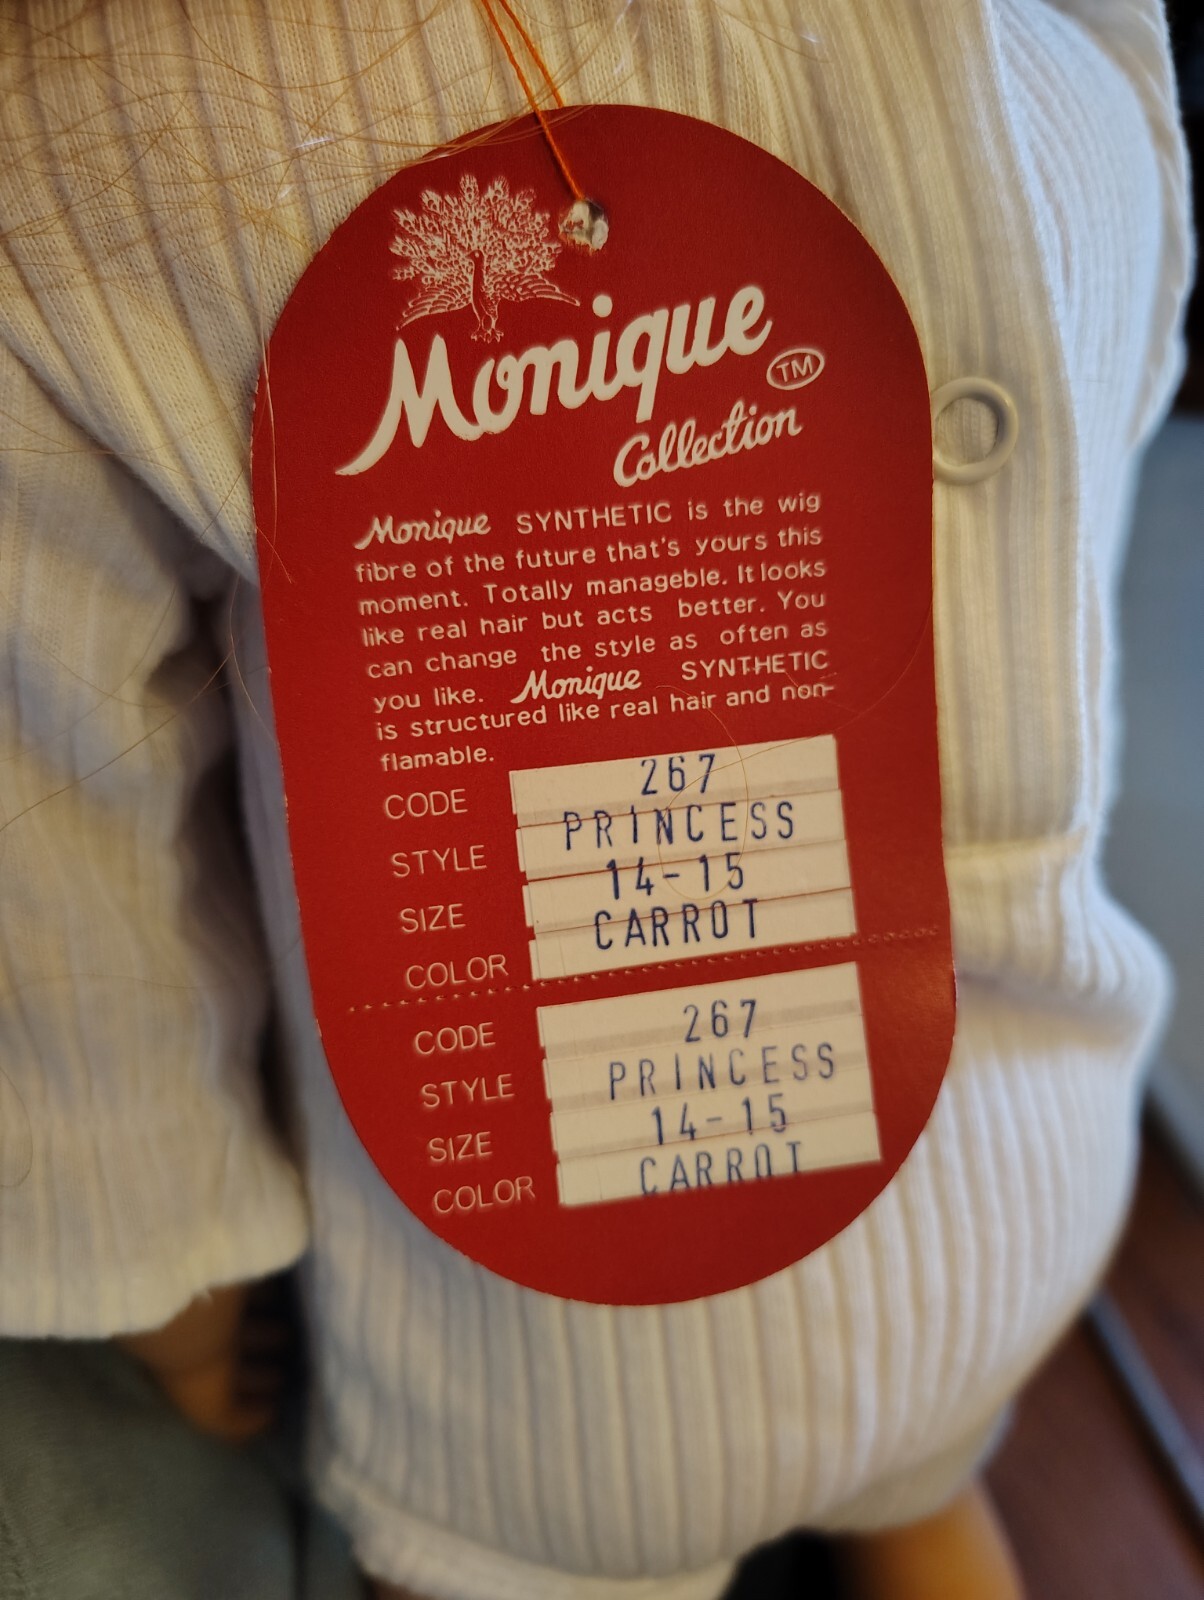 Monique
TM
Collection
Monique SYNTHETIC is the wig
fibre of the future that's yours this
moment. Totally manageble. It looks
like real hair but acts better. You
can change the style as often as
you like. Monique SYNTHETIC
is structured like real hair and non-
flamable.
CODE 267
STYLE PRINCESS
SIZE 14-15
COLOR CARROT
CODE 267
STYLE PRINCESS
SIZE 14-15
COLOR CARROT